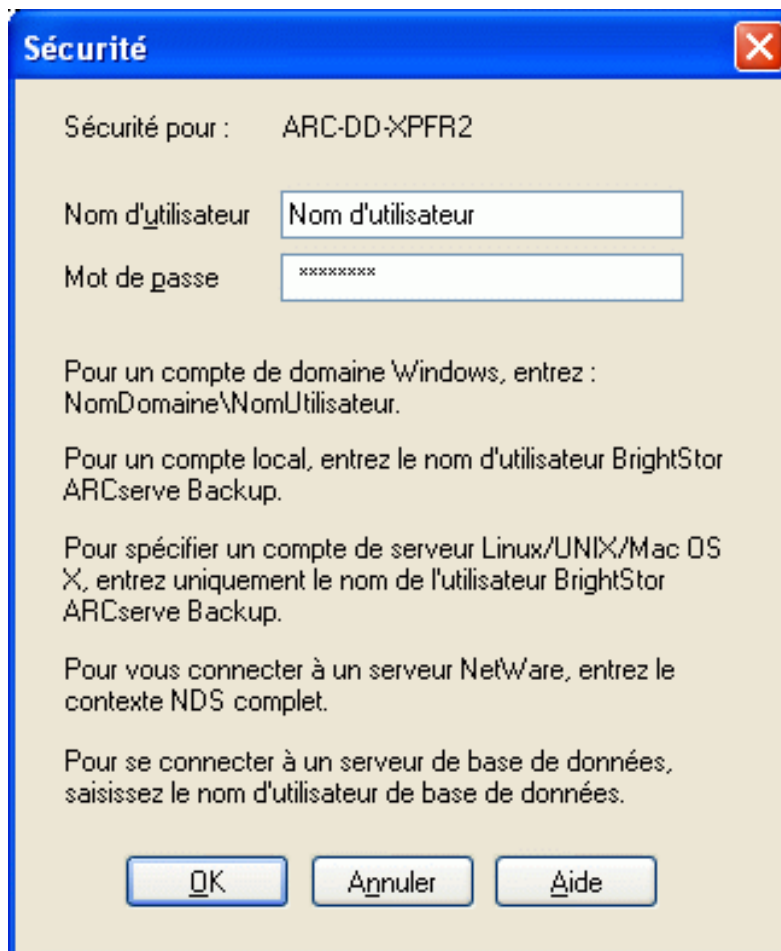 Sécurité
Sécurité pour : ARC-DD-XPFR2
Nom d'utilisateur Nom d'utilisateur
Mot de passe ********
Pour un compte de domaine Windows, entrez :
NomDomaine\NomUtilisateur.
Pour un compte local, entrez le nom d'utilisateur BrightStor
ARCserve Backup.
Pour spécifier un compte de serveur Linux/UNIX/Mac OS
X, entrez uniquement le nom de l'utilisateur BrightStor
ARCserve Backup.
Pour vous connecter à un serveur NetWare, entrez le
contexte NDS complet.
Pour se connecter à un serveur de base de données,
saisissez le nom d'utilisateur de base de données.
OK Annuler Aide